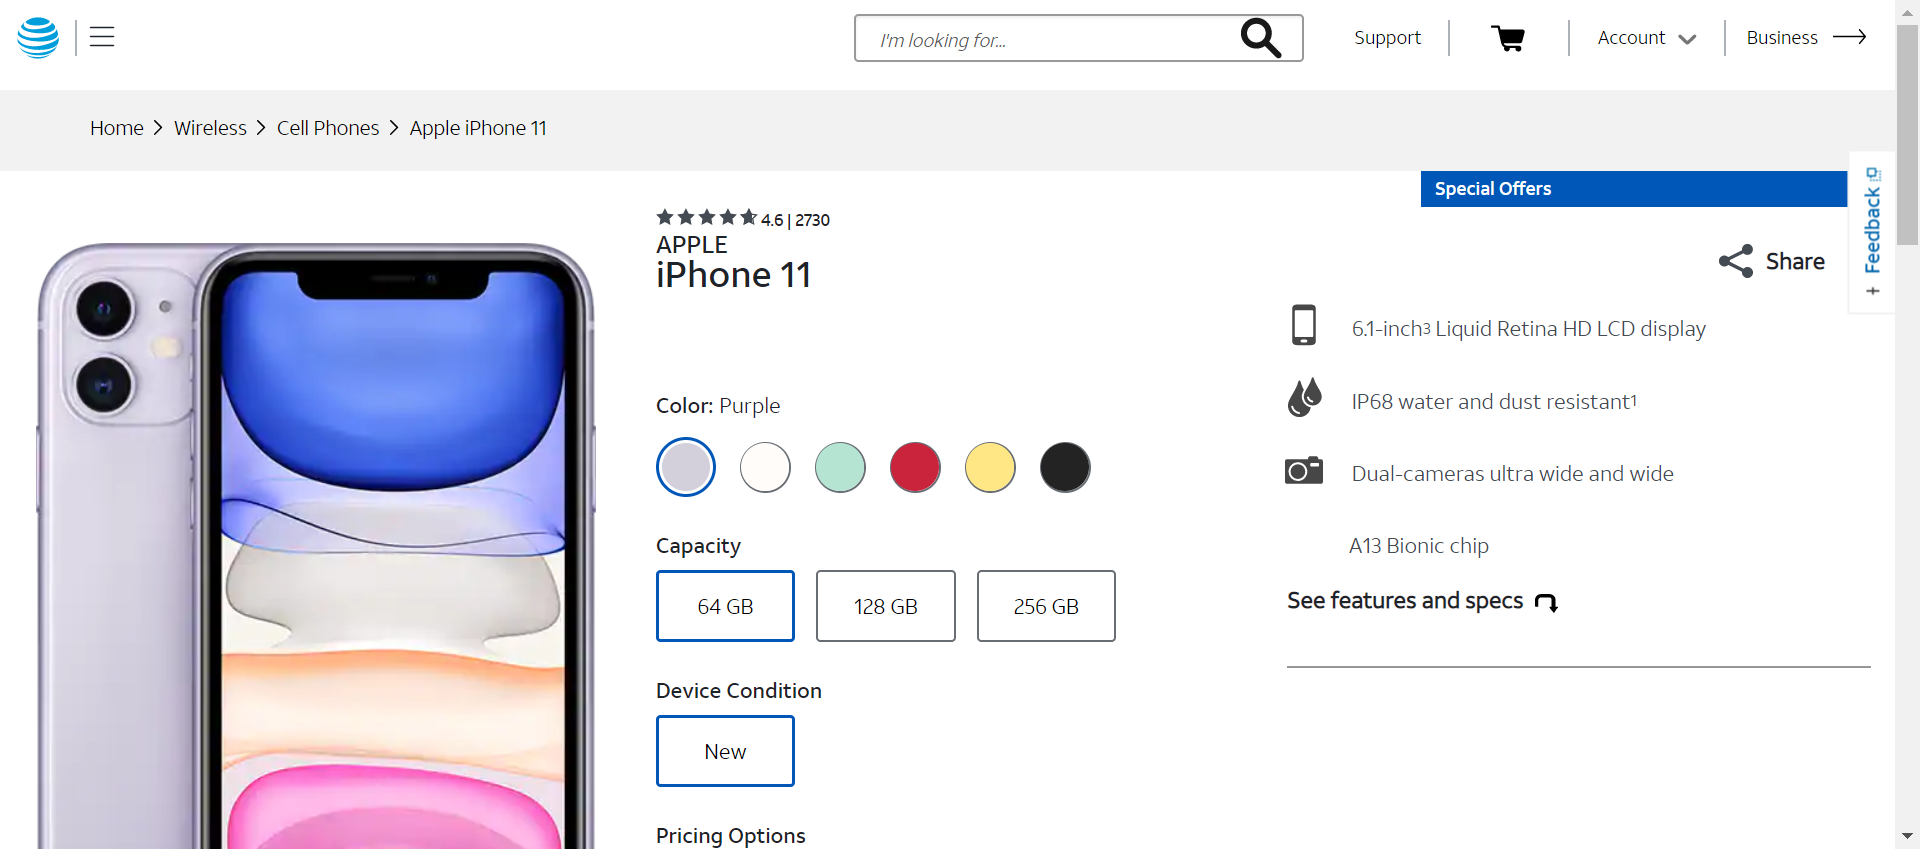 I'm looking for...
Support
Account
Business
Home > Wireless > Cell Phones > Apple iPhone 11
Special Offers
+ Feedback
4.6 | 2730
APPLE
iPhone 11
Share
6.1-inch3 Liquid Retina HD LCD display
IP68 water and dust resistant1
Color: Purple
Dual-cameras ultra wide and wide
Capacity
A13 Bionic chip
64 GB
128 GB
256 GB
See features and specs
Device Condition
New
Pricing Options